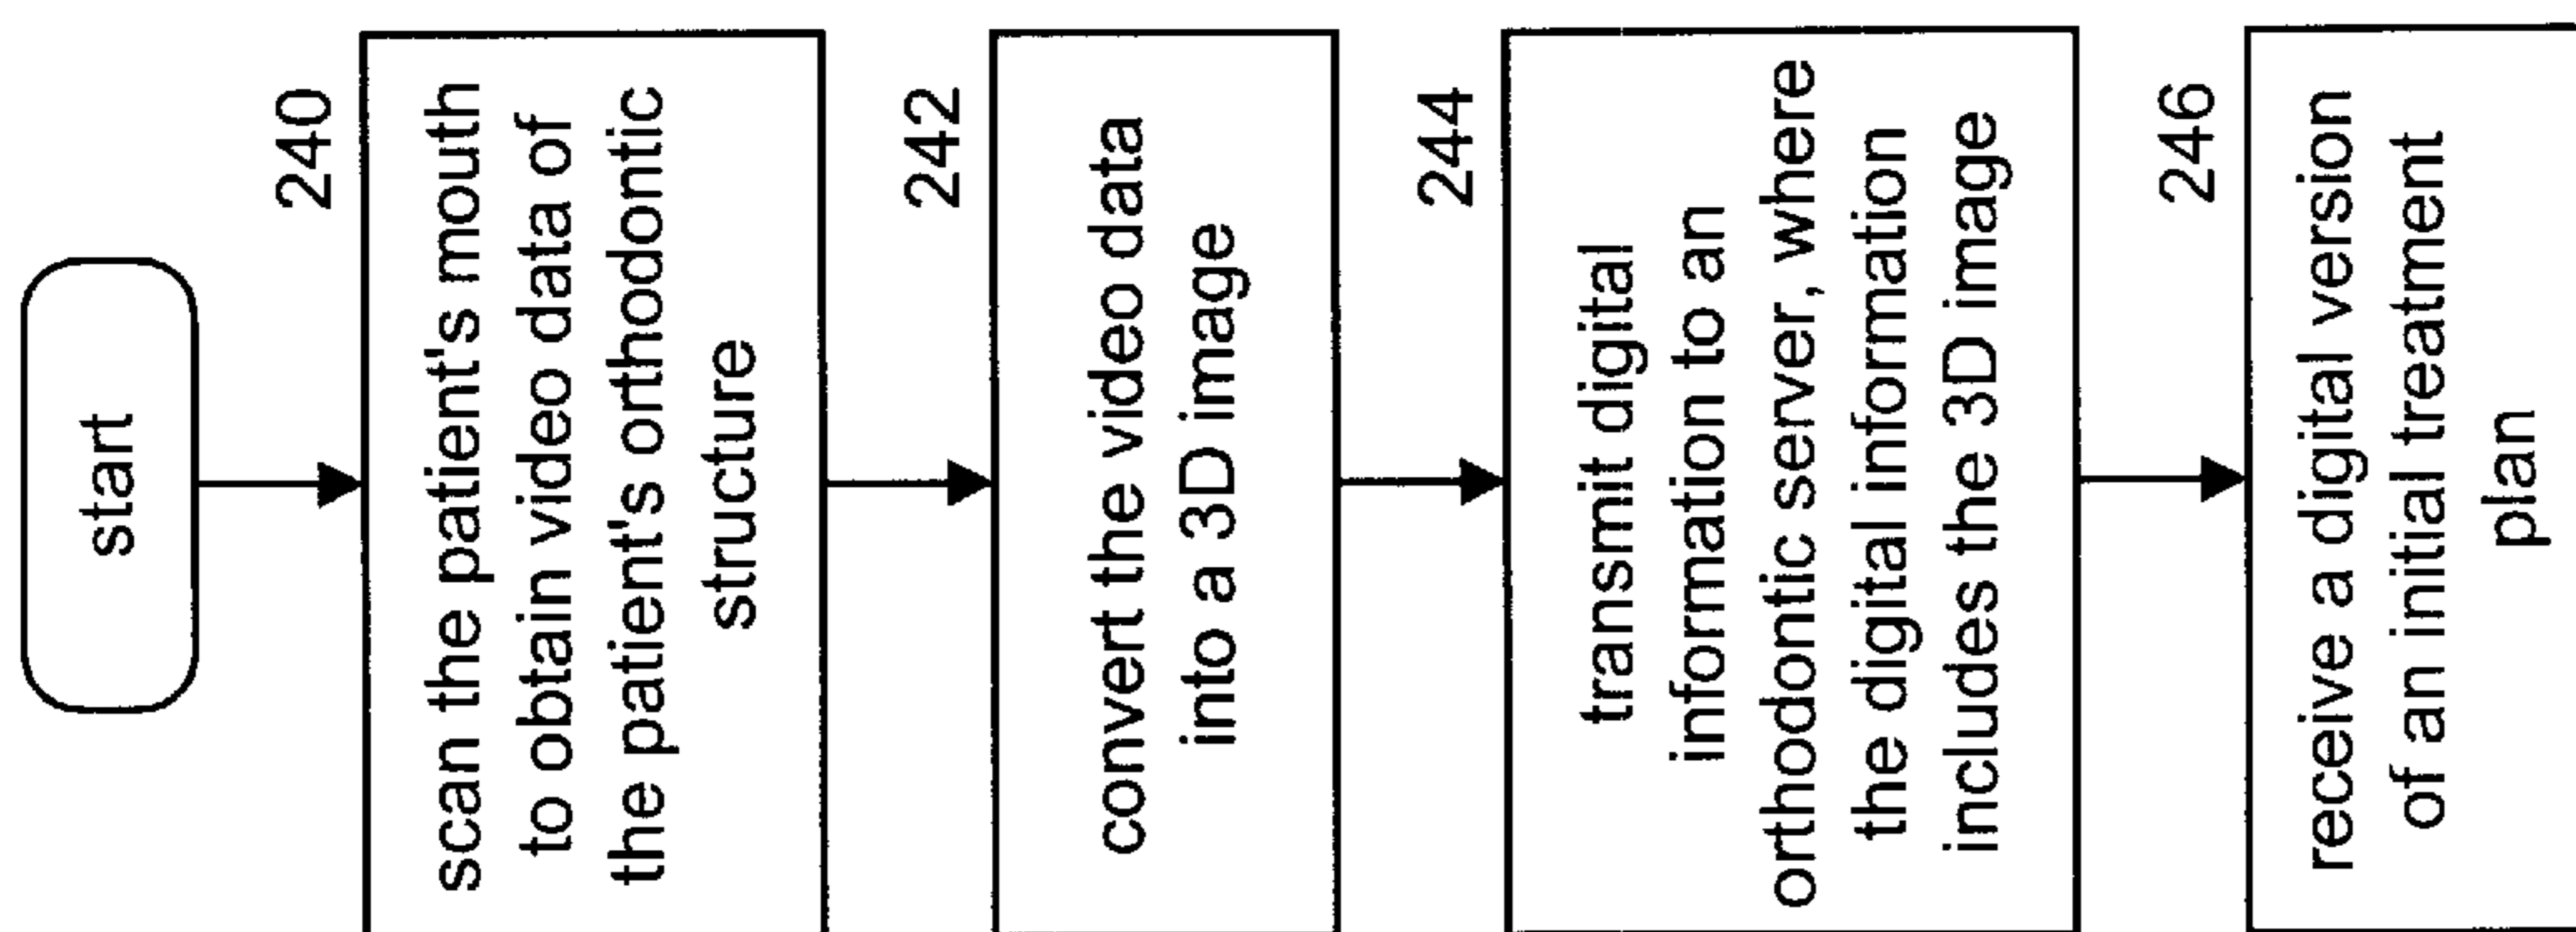 start
240
scan the patient's mouth
to obtain video data of
the patient's orthodontic
structure
242
convert the video data
into a 3D image
244
transmit digital
information to an
orthodontic server, where
the digital information
includes the 3D image
246
receive a digital version
of an initial treatment
plan